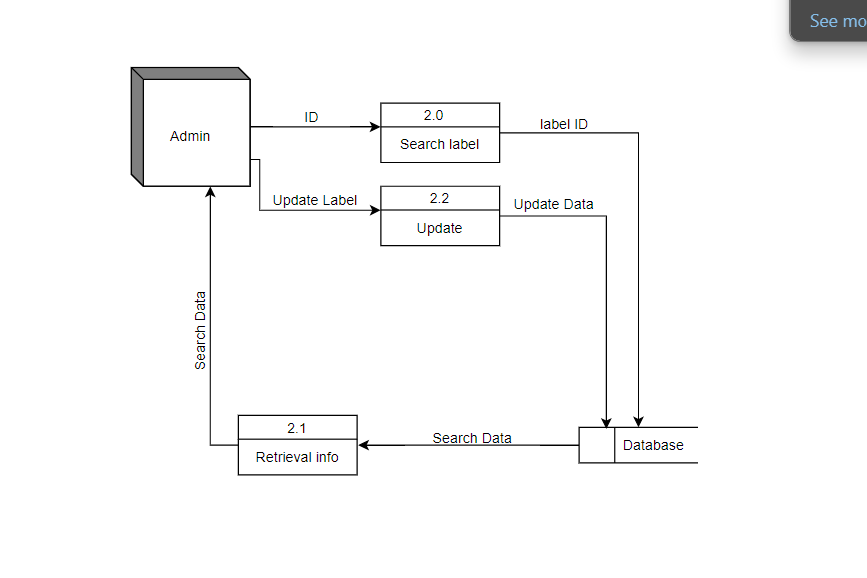 See mo
Admin
ID
2.0
Search label
label ID
Update Label
2.2
Update
Update Data
Search Data
2.1
Retrieval info
Search Data
Database